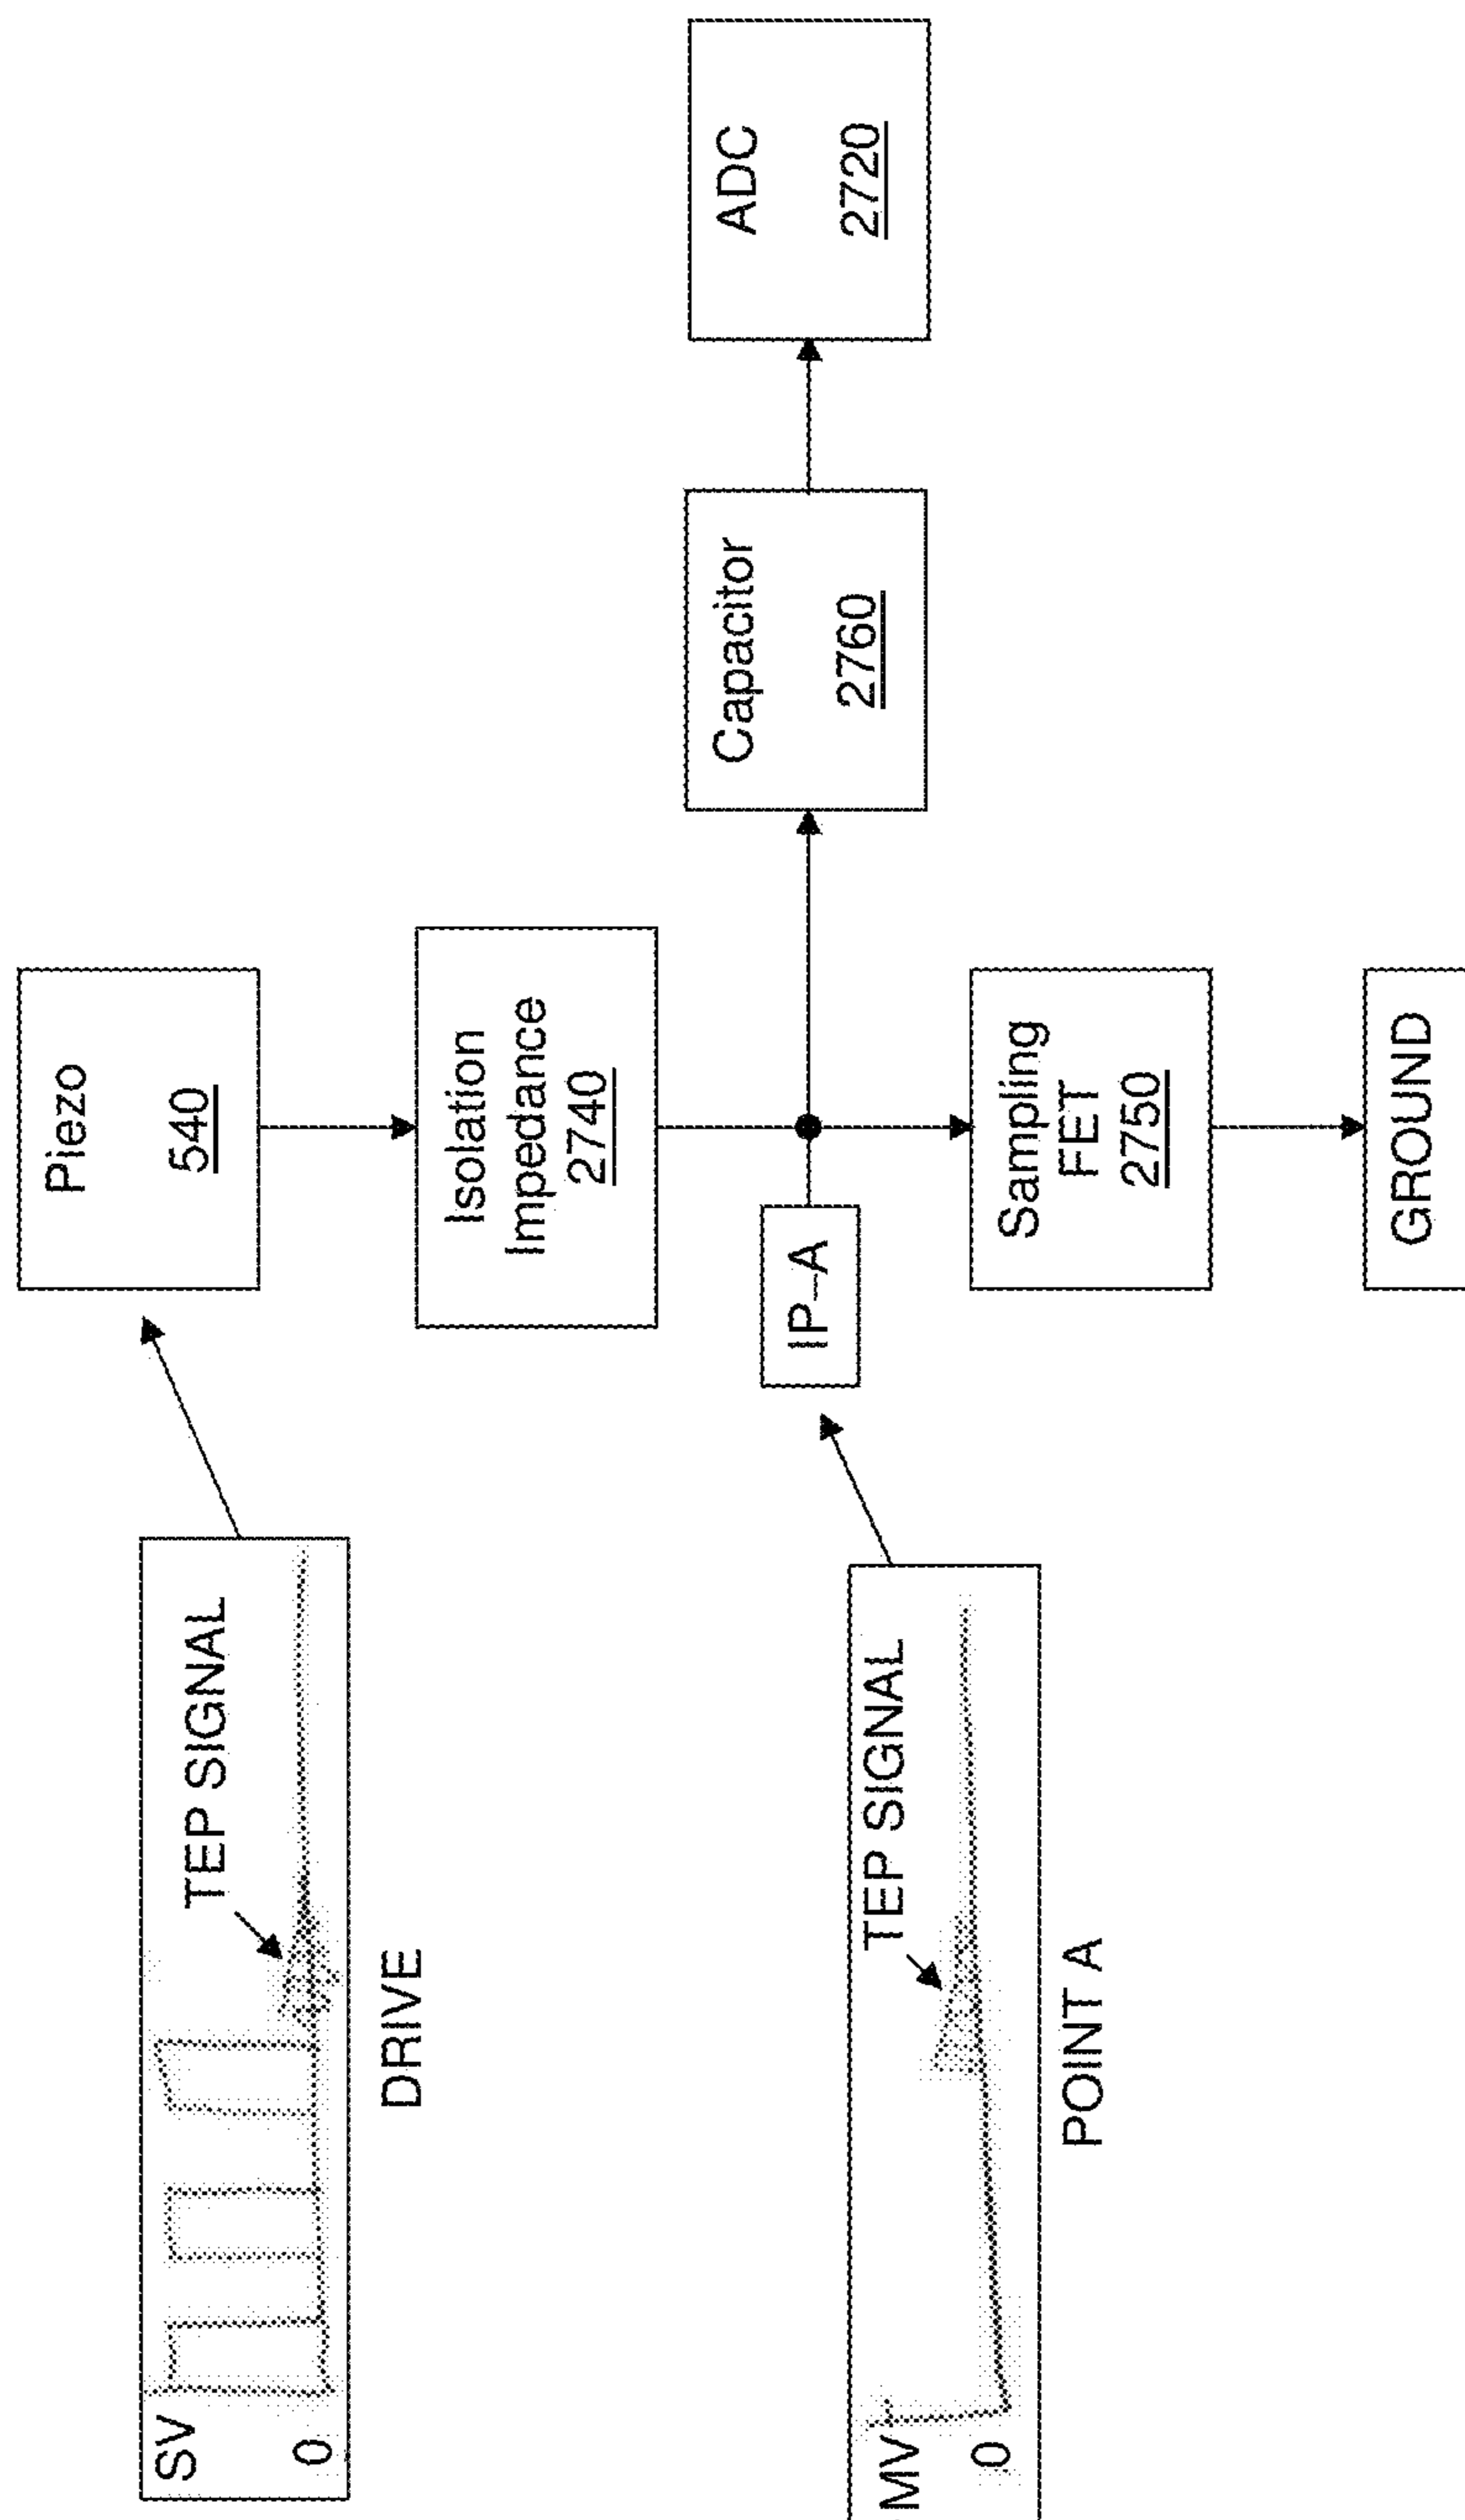 SV
0
TEP SIGNAL
DRIVE
Piezo
540
Isolation
Impedance
2740
MV
0
TEP SIGNAL
POINT A
IP–A
Capacitor
2760
ADC
2720
Sampling
FET
2750
GROUND